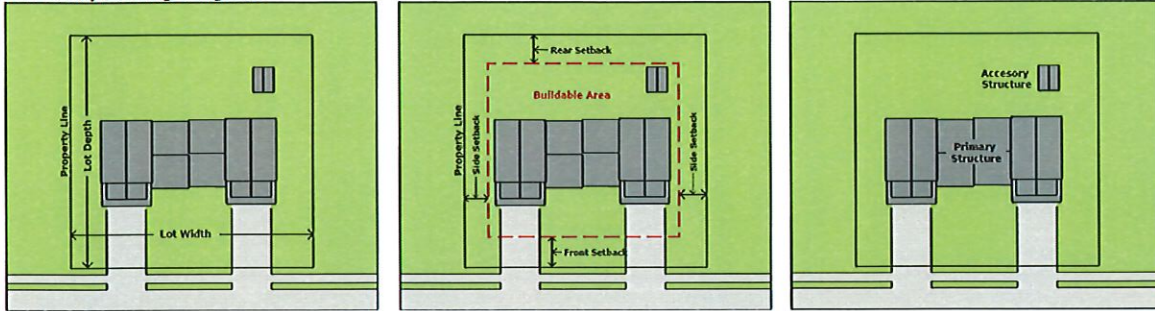 Property Line
Lot Depth
Lot Width
Rear Setback
Buildable Area
Property Line
Side Setback
Side Setback
Front Setback
Accesory
Structure
Primary
Structure